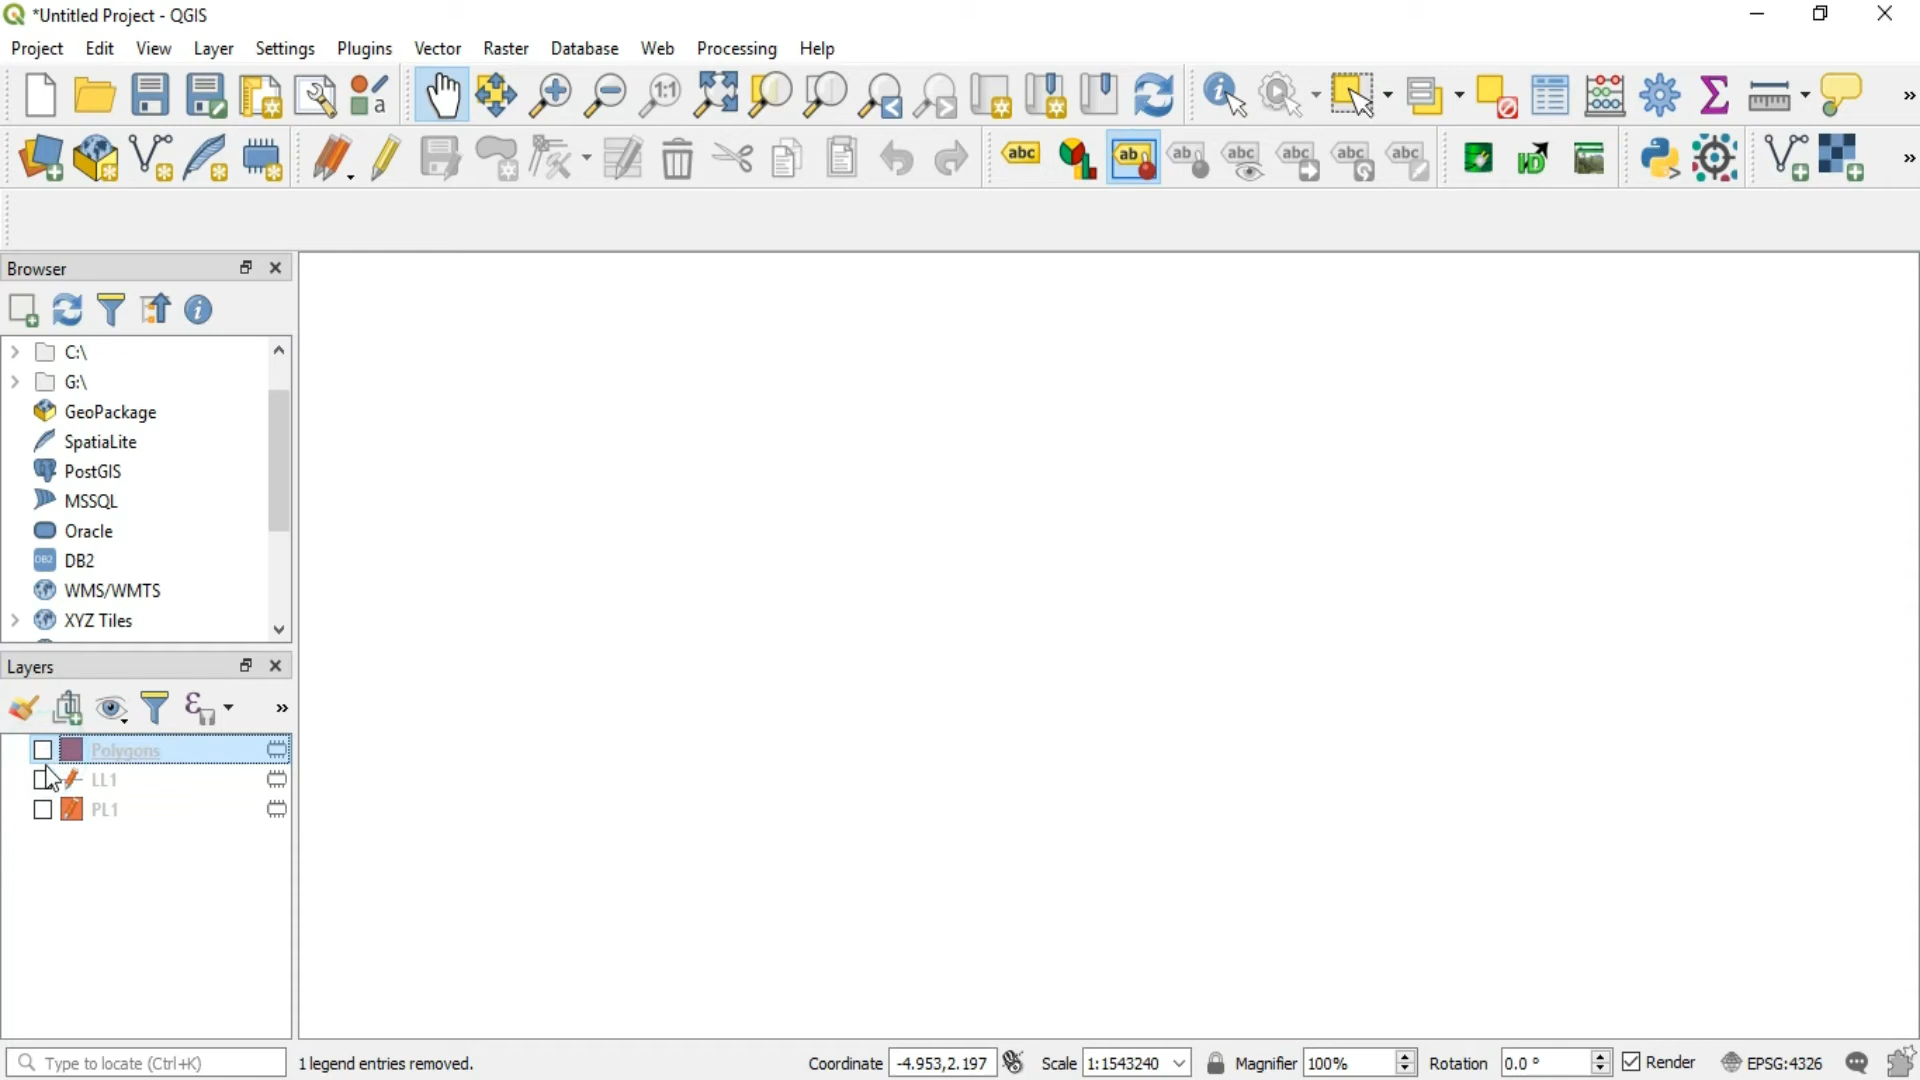 *Untitled Project - QGIS
Project Edit View Layer Settings Plugins Vector Raster Database Web Processing Help
Browser
C:\
G:\
GeoPackage
SpatiaLite
PostGIS
MSSQL
Oracle
DB2
WMS/WMTS
XYZ Tiles
Layers
Polygons
LL1
PL1
Type to locate (Ctrl+K)
1 legend entries removed.
Coordinate -4.953,2.197
Scale 1:1543240
Magnifier 100%
Rotation 0.0 °
Render
EPSG:4326